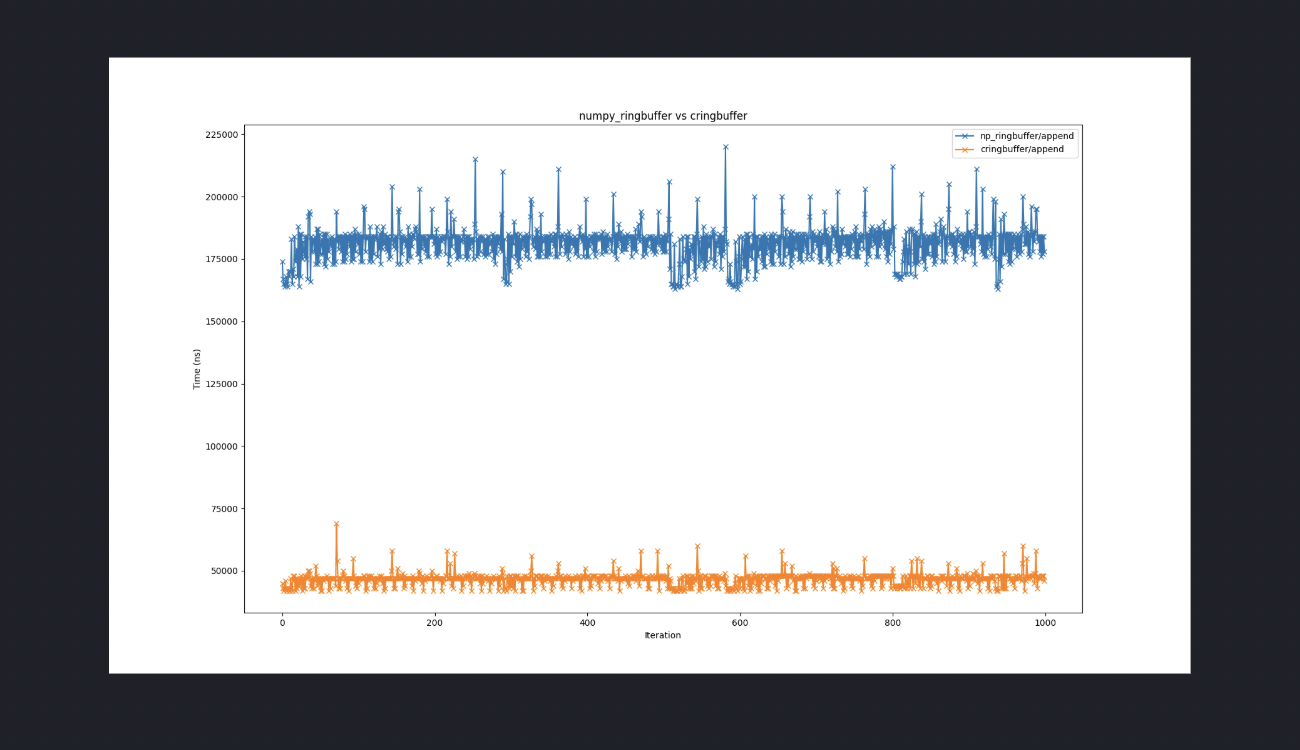 numpy_ringbuffer vs cringbuffer
225000
200000
175000
150000
125000
100000
75000
50000
Time (ns)
np_ringbuffer/append
cringbuffer/append
0
200
400
600
800
1000
Iteration